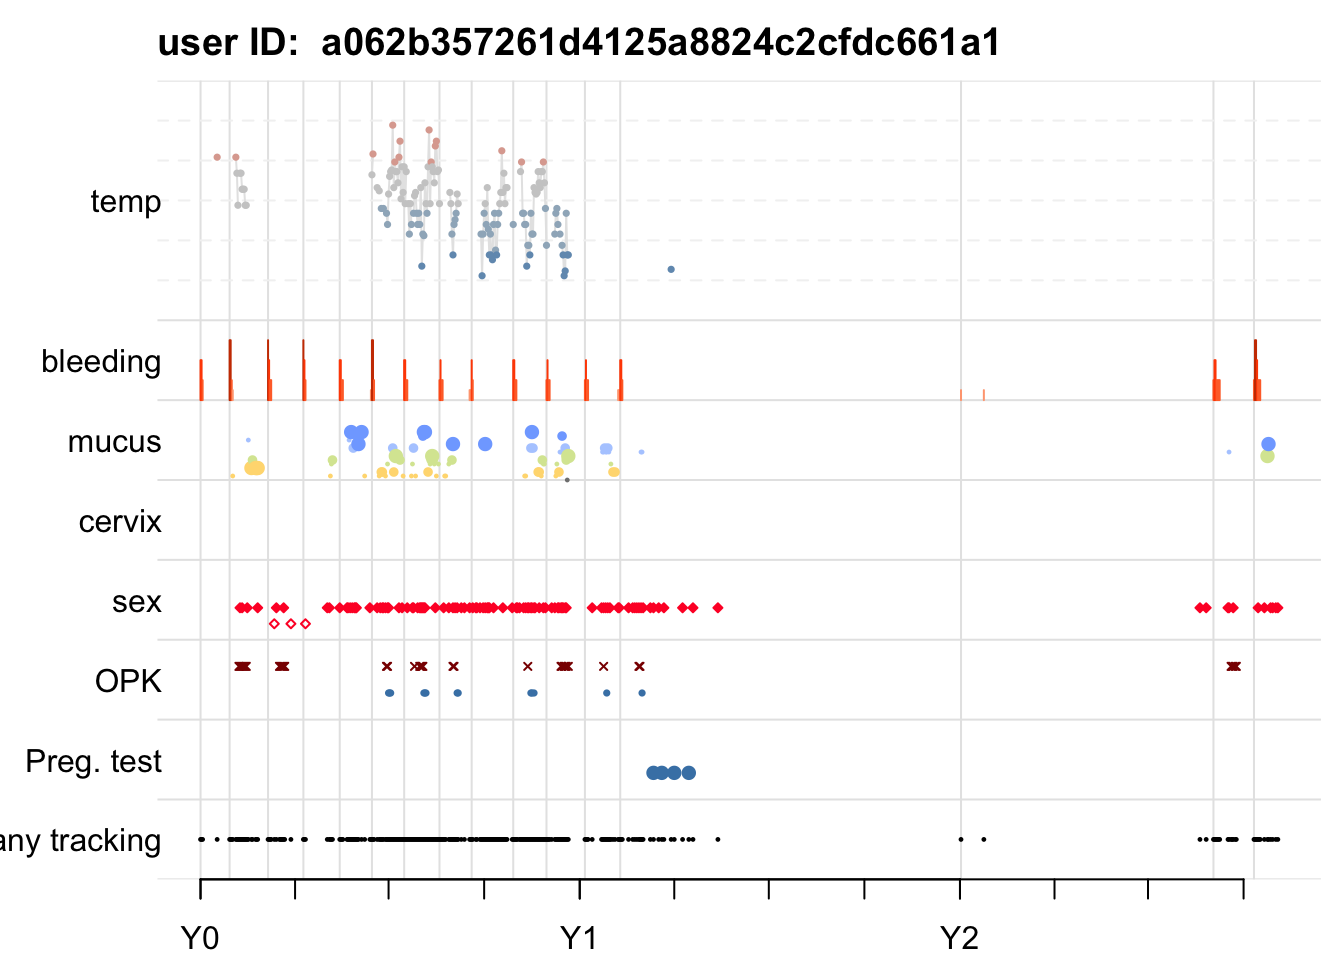 user ID:  a062b357261d4125a8824c2cfdc661a1
temp
bleeding
mucus
cervix
sex
OPK
Preg. test
any tracking
Y0 Y1 Y2